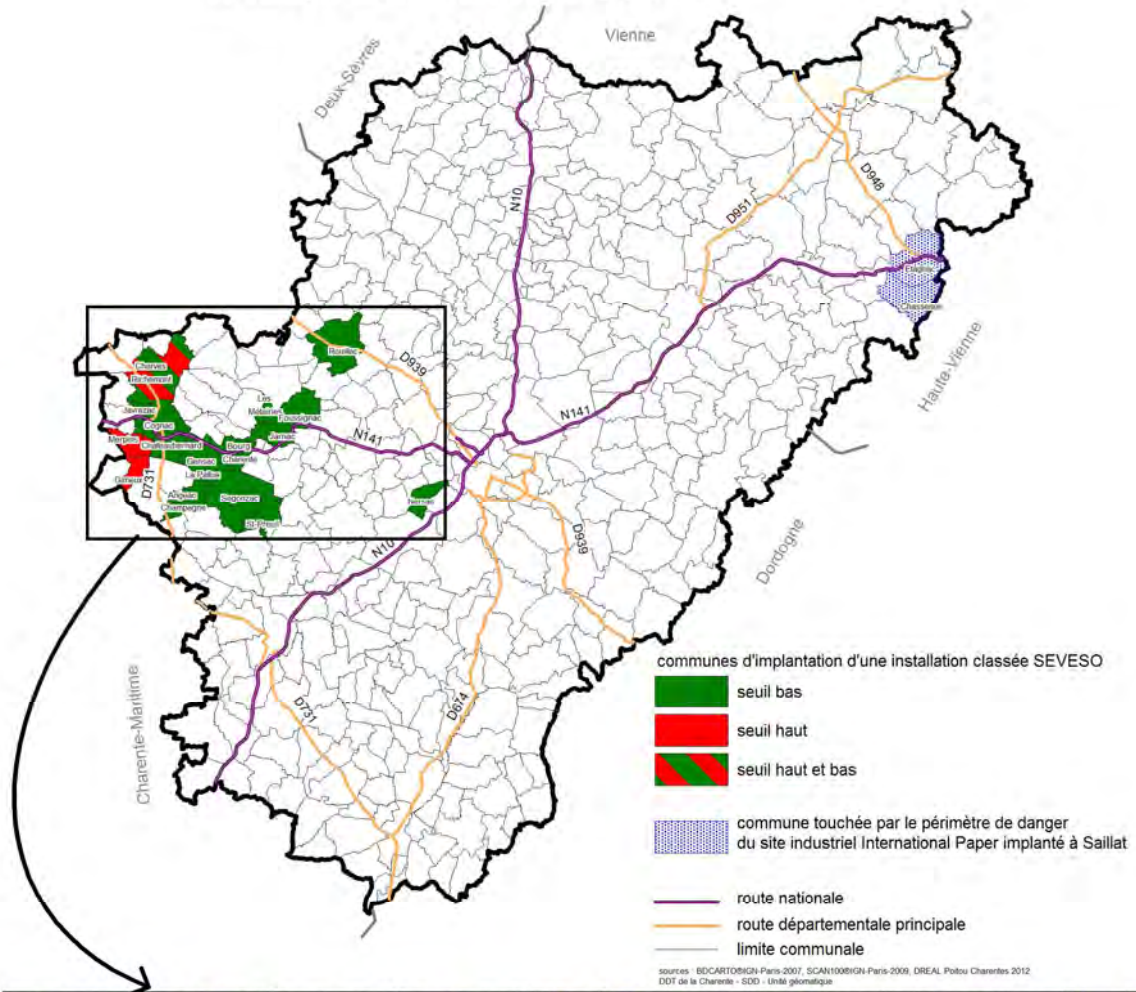 Vienne
Deux-Sèvres
N10
D948
D951
Etagnac
Chassenon
Haute-Vienne
Rouillac
D939
Cherves
Richemont
Les
Métairies
Foussignac
Javrezac
Cognac
Jarnac
N141
N141
Merpins
Chateaubernard
Bourg
Charente
Gensac
La Pallue
Gimeux
D731
Segonzac
Angeac
Champagne
St-Preuil
Nersac
N10
D939
Dordogne
Charente-Maritime
D731
D674
communes d'implantation d'une installation classée SEVESO
seuil bas
seuil haut
seuil haut et bas
commune touchée par le périmètre de danger
du site industriel International Paper implanté à Saillat
route nationale
route départementale principale
limite communale
sources : BDCARTO®IGN-Paris-2007, SCAN100®IGN-Paris-2009, DREAL Poitou Charentes 2012
DDT de la Charente - SDD - Unité géomatique